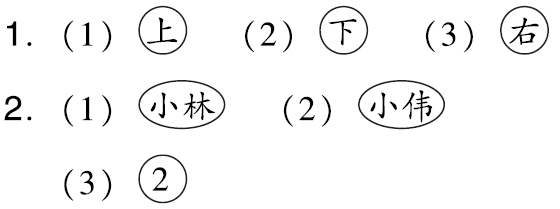 1. (1) 上 (2) 下 (3) 右
2. (1) 小林 (2) 小伟
(3) 2